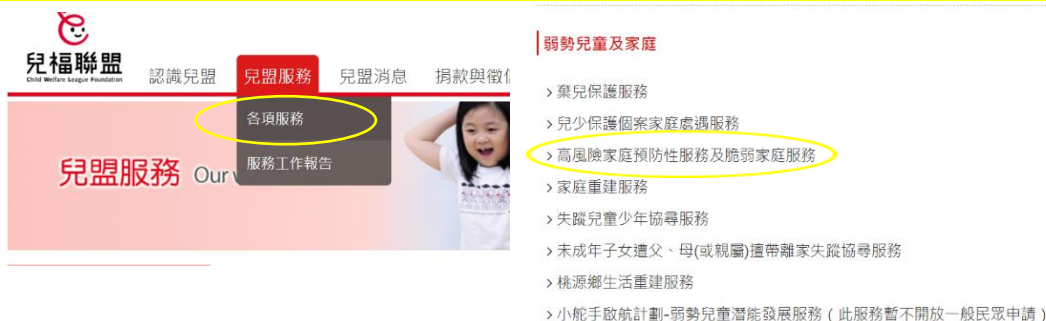 兒福聯盟
Child Welfare League Foundation
認識兒盟
兒盟服務
兒盟消息
捐款與徵
各項服務
服務工作報告
兒盟服務 Our
弱勢兒童及家庭
> 棄兒保護服務
> 兒少保護個案家庭處遇服務
> 高風險家庭預防性服務及脆弱家庭服務
> 家庭重建服務
> 失蹤兒童少年協尋服務
> 未成年子女遭父、母(或親屬)擅帶離家失蹤協尋服務
> 桃源鄉生活重建服務
> 小舵手啟航計劃-弱勢兒童潛能發展服務 ( 此服務暫不開放一般民眾申請 )